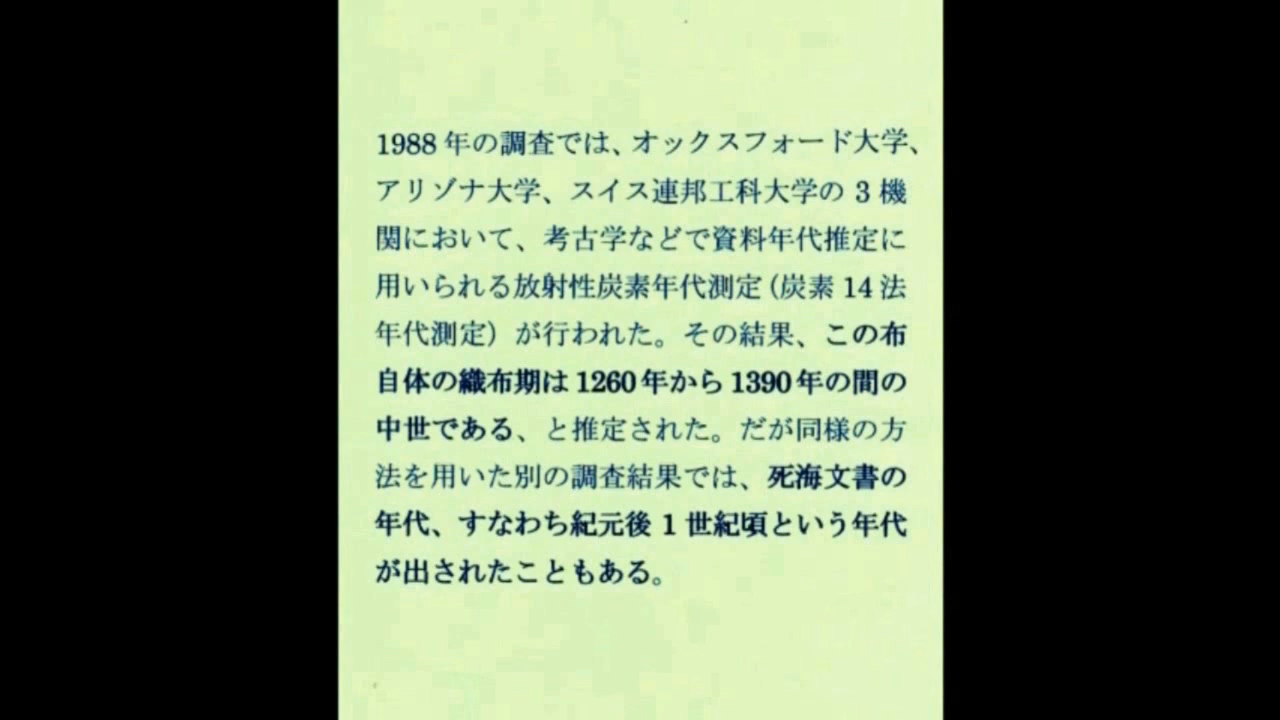 1988年の調査では、オックスフォード大学、
アリゾナ大学、スイス連邦工科大学の3機
関において、考古学などで資料年代推定に
用いられる放射性炭素年代測定(炭素14法
年代測定)が行われた。その結果、この布
自体の織布期は1260年から1390年の間の
中世である、と推定された。だが同様の方
法を用いた別の調査結果では、死海文書の
年代、すなわち紀元後1世紀頃という年代
が出されたこともある。